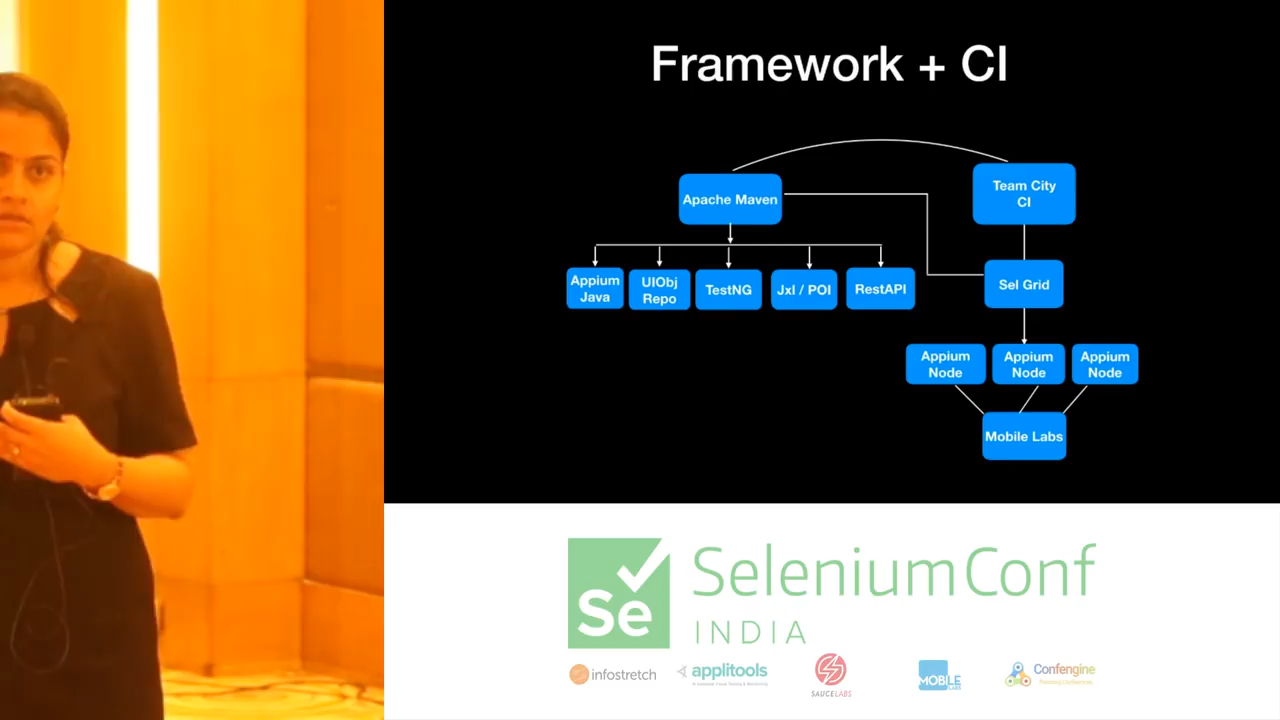 Framework + CI
Apache Maven
Team City
CI
Appium
Java
UIObj
Repo
TestNG
Jxl / POI
RestAPI
Sel Grid
Appium
Node
Appium
Node
Appium
Node
Mobile Labs
Se
SeleniumConf
INDIA
infostretch
applitools
SAUCELABS
MOBILE
LABS
Confengine